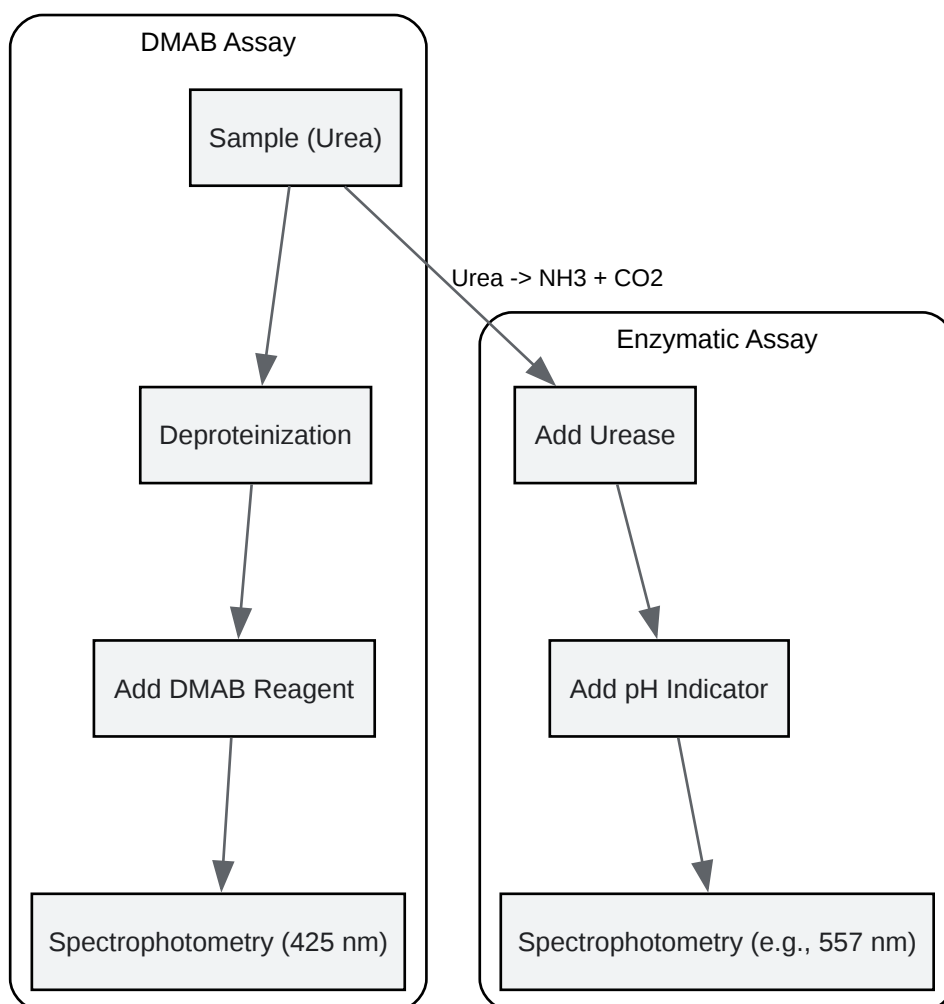 DMAB Assay
Sample (Urea)
Urea -> NH3 + CO2
Enzymatic Assay
Deproteinization
Add Urease
Add DMAB Reagent
Add pH Indicator
Spectrophotometry (425 nm)
Spectrophotometry (e.g., 557 nm)